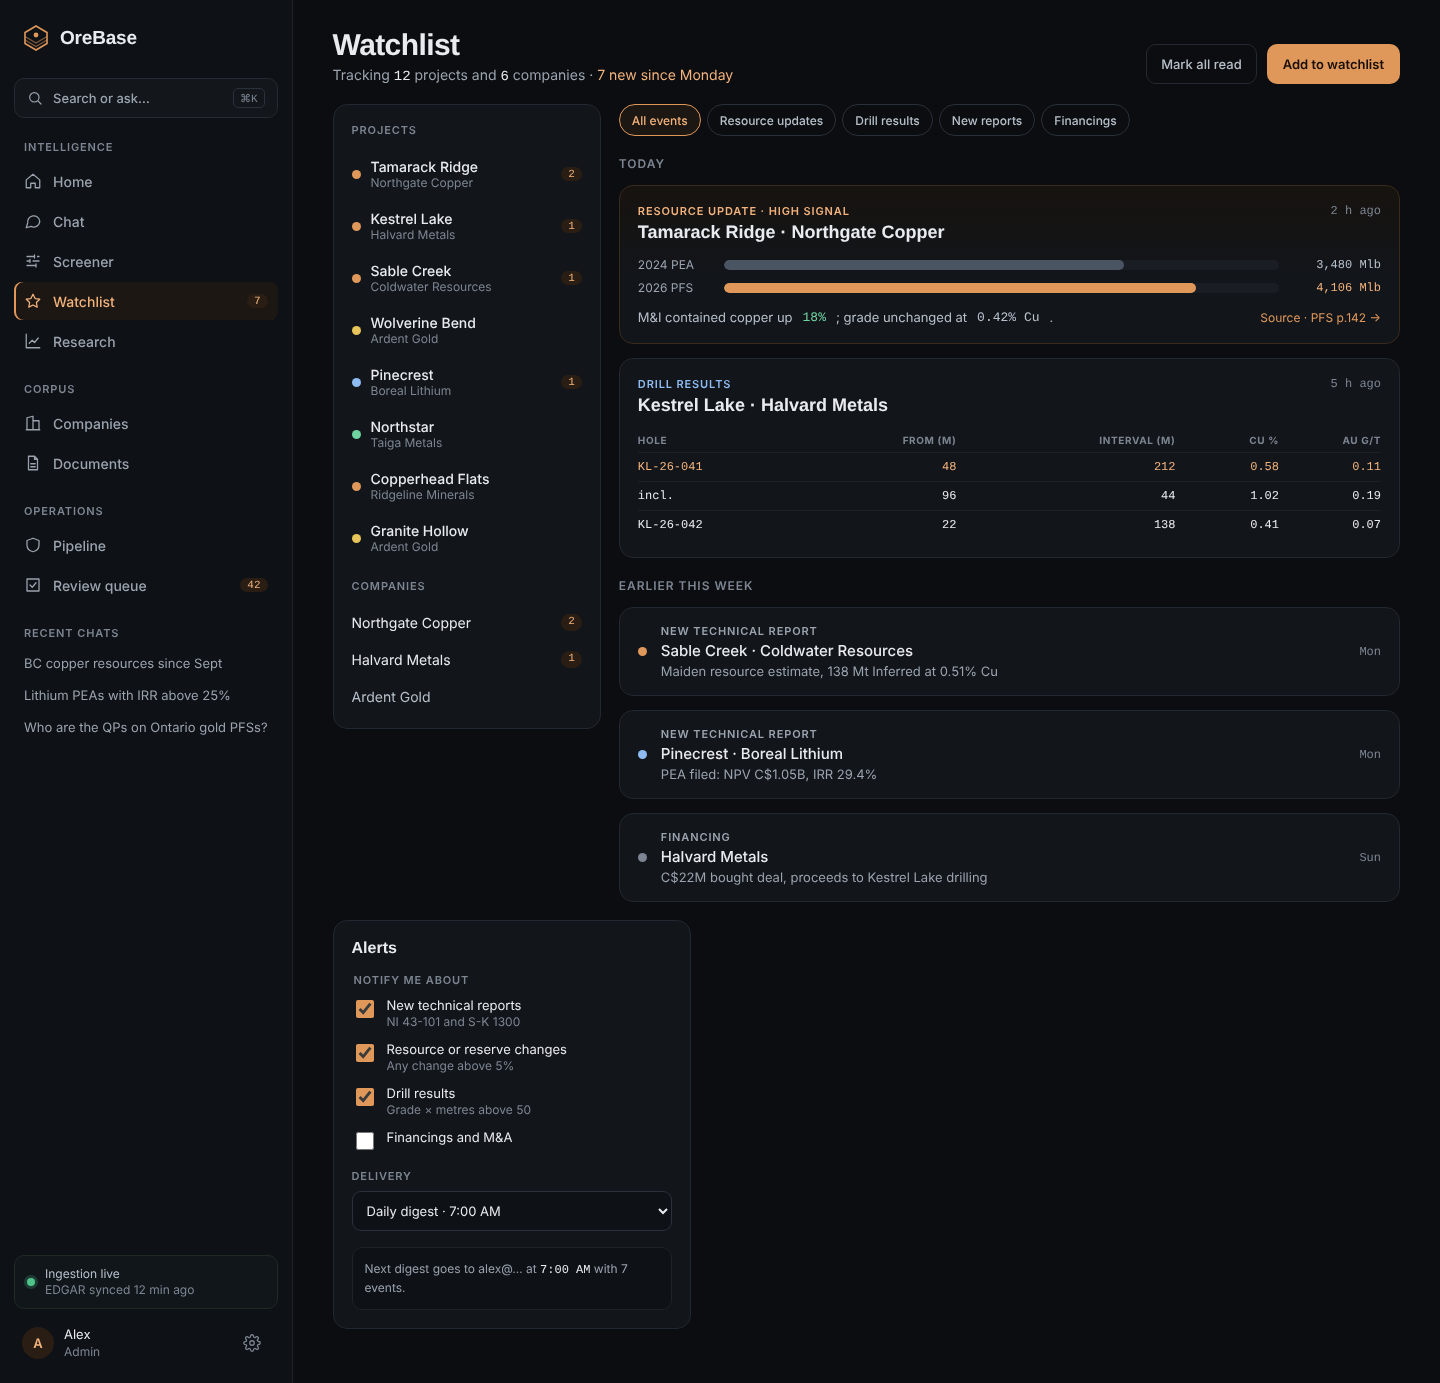 OreBase
Search or ask... ⌘K
INTELLIGENCE
Home
Chat
Screener
Watchlist 7
Research
CORPUS
Companies
Documents
OPERATIONS
Pipeline
Review queue 42
RECENT CHATS
BC copper resources since Sept
Lithium PEAs with IRR above 25%
Who are the QPs on Ontario gold PFSs?
Ingestion live
EDGAR synced 12 min ago
A
Alex
Admin
Watchlist
Tracking 12 projects and 6 companies · 7 new since Monday
Mark all read
Add to watchlist
PROJECTS
Tamarack Ridge 2
Northgate Copper
Kestrel Lake 1
Halvard Metals
Sable Creek 1
Coldwater Resources
Wolverine Bend
Ardent Gold
Pinecrest 1
Boreal Lithium
Northstar
Taiga Metals
Copperhead Flats
Ridgeline Minerals
Granite Hollow
Ardent Gold
COMPANIES
Northgate Copper 2
Halvard Metals 1
Ardent Gold
All events Resource updates Drill results New reports Financings
TODAY
RESOURCE UPDATE · HIGH SIGNAL 2 h ago
Tamarack Ridge · Northgate Copper
2024 PEA 3,480 Mlb
2026 PFS 4,106 Mlb
M&I contained copper up 18% ; grade unchanged at 0.42% Cu . Source · PFS p.142 →
DRILL RESULTS 5 h ago
Kestrel Lake · Halvard Metals
HOLE FROM (M) INTERVAL (M) CU % AU G/T
KL-26-041 48 212 0.58 0.11
incl. 96 44 1.02 0.19
KL-26-042 22 138 0.41 0.07
EARLIER THIS WEEK
NEW TECHNICAL REPORT
Sable Creek · Coldwater Resources Mon
Maiden resource estimate, 138 Mt Inferred at 0.51% Cu
NEW TECHNICAL REPORT
Pinecrest · Boreal Lithium Mon
PEA filed: NPV C$1.05B, IRR 29.4%
FINANCING
Halvard Metals Sun
C$22M bought deal, proceeds to Kestrel Lake drilling
Alerts
NOTIFY ME ABOUT
New technical reports
NI 43-101 and S-K 1300
Resource or reserve changes
Any change above 5%
Drill results
Grade × metres above 50
Financings and M&A
DELIVERY
Daily digest · 7:00 AM
Next digest goes to alex@... at 7:00 AM with 7
events.